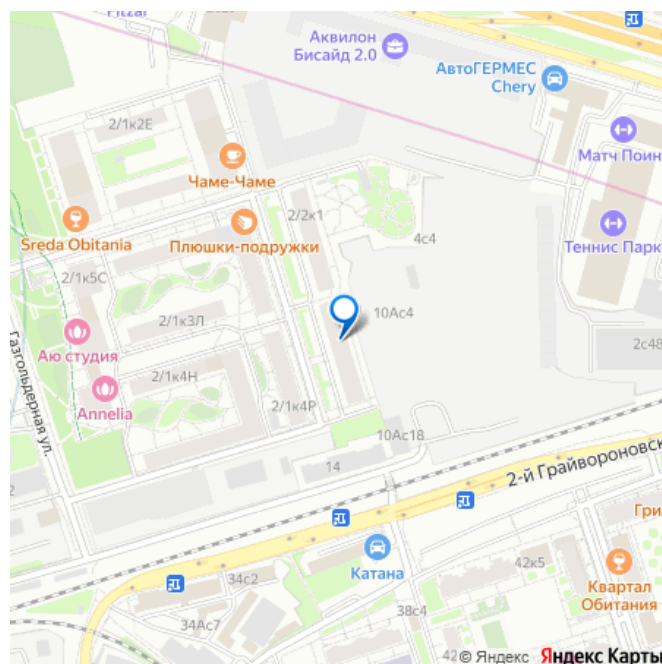 Аквилон
Бисайд 2.0
АвтоГЕРМЕС
Chery
2/1к2Е
Матч Поин
Чаме-Чаме
2/2к1
Sreda Obitania
Плюшки-подружки
4с4
Теннис Парк
2/1к5С
10Ас4
2/1к3Л
Аю студия
2с48
Газгольдерная ул.
2/1к4Н
Annelia
2/1к4Р
10Ас18
14
2-й Грайвороновск
Гри
Катана
42к5
34с2
Квартал
Обитания
38с4
34Ас7
42
© Яндекс Яндекс Карты